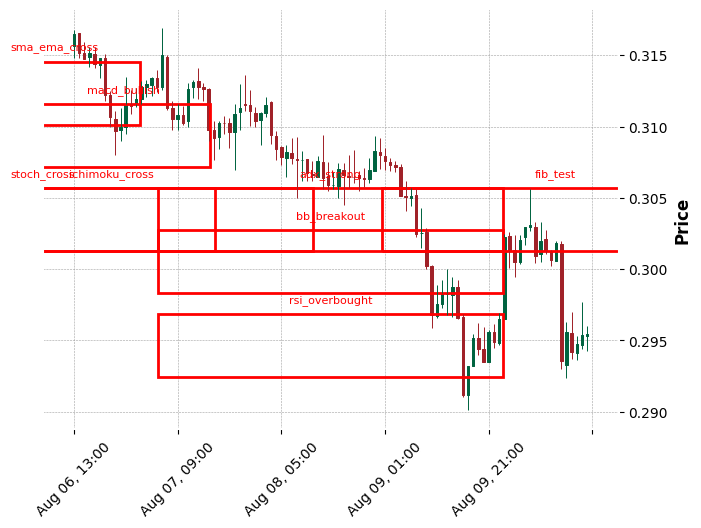 sma_ema_cross
macd_bullish
stoch_cross
ichimoku_cross
adx_strong
fib_test
bb_breakout
rsi_overbought
0.315
0.310
0.305
0.300
0.295
0.290
Price
Aug 06, 13:00
Aug 07, 09:00
Aug 08, 05:00
Aug 09, 01:00
Aug 09, 21:00